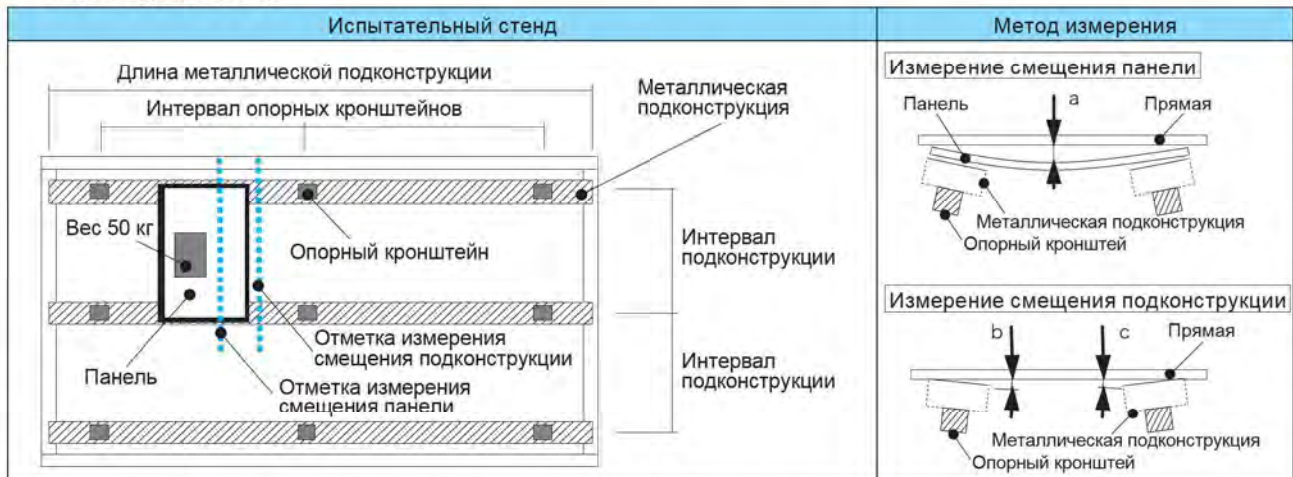 Испытательный стенд
Метод измерения
Длина металлической подконструкции
Интервал опорных кронштейнов
Металлическая
подконструкция
Вес 50 кг
Опорный кронштейн
Интервал
подконструкции
Отметка измерения
смещения подконструкции
Панель
Отметка измерения
смещения панели
Интервал
подконструкции
Измерение смещения панели
Панель
a
Прямая
Металлическая подконструкция
Опорный кронштей
Измерение смещения подконструкции
b
c
Прямая
Металлическая подконструкция
Опорный кронштей